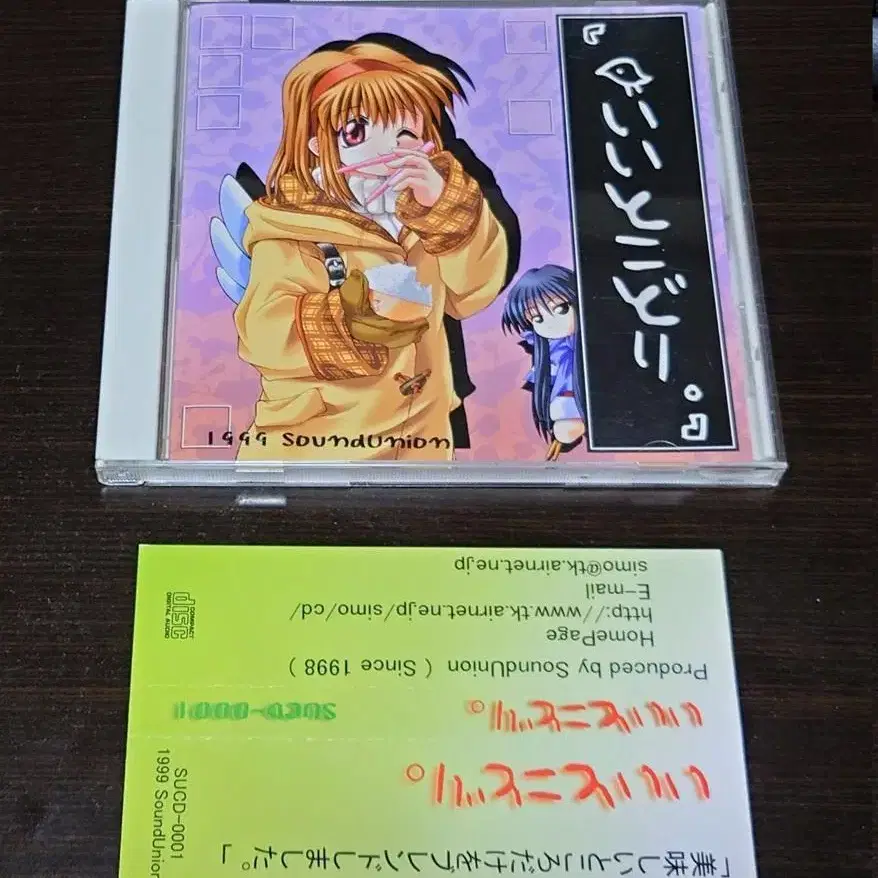 『いいとこどり。』
1999 SoundUnion
「美味しいところだけをブレンドしました。」
いいとこどり。
SUCD-0001
1999 SoundUnion
いいとこどり。
SUCD-0001
Produced by SoundUnion ( Since 1998 )
HomePage
http://www.tk.airnet.ne.jp/simo/cd/
E-mail
simo@tk.airnet.ne.jp
COMPACT
disc
DIGITAL AUDIO